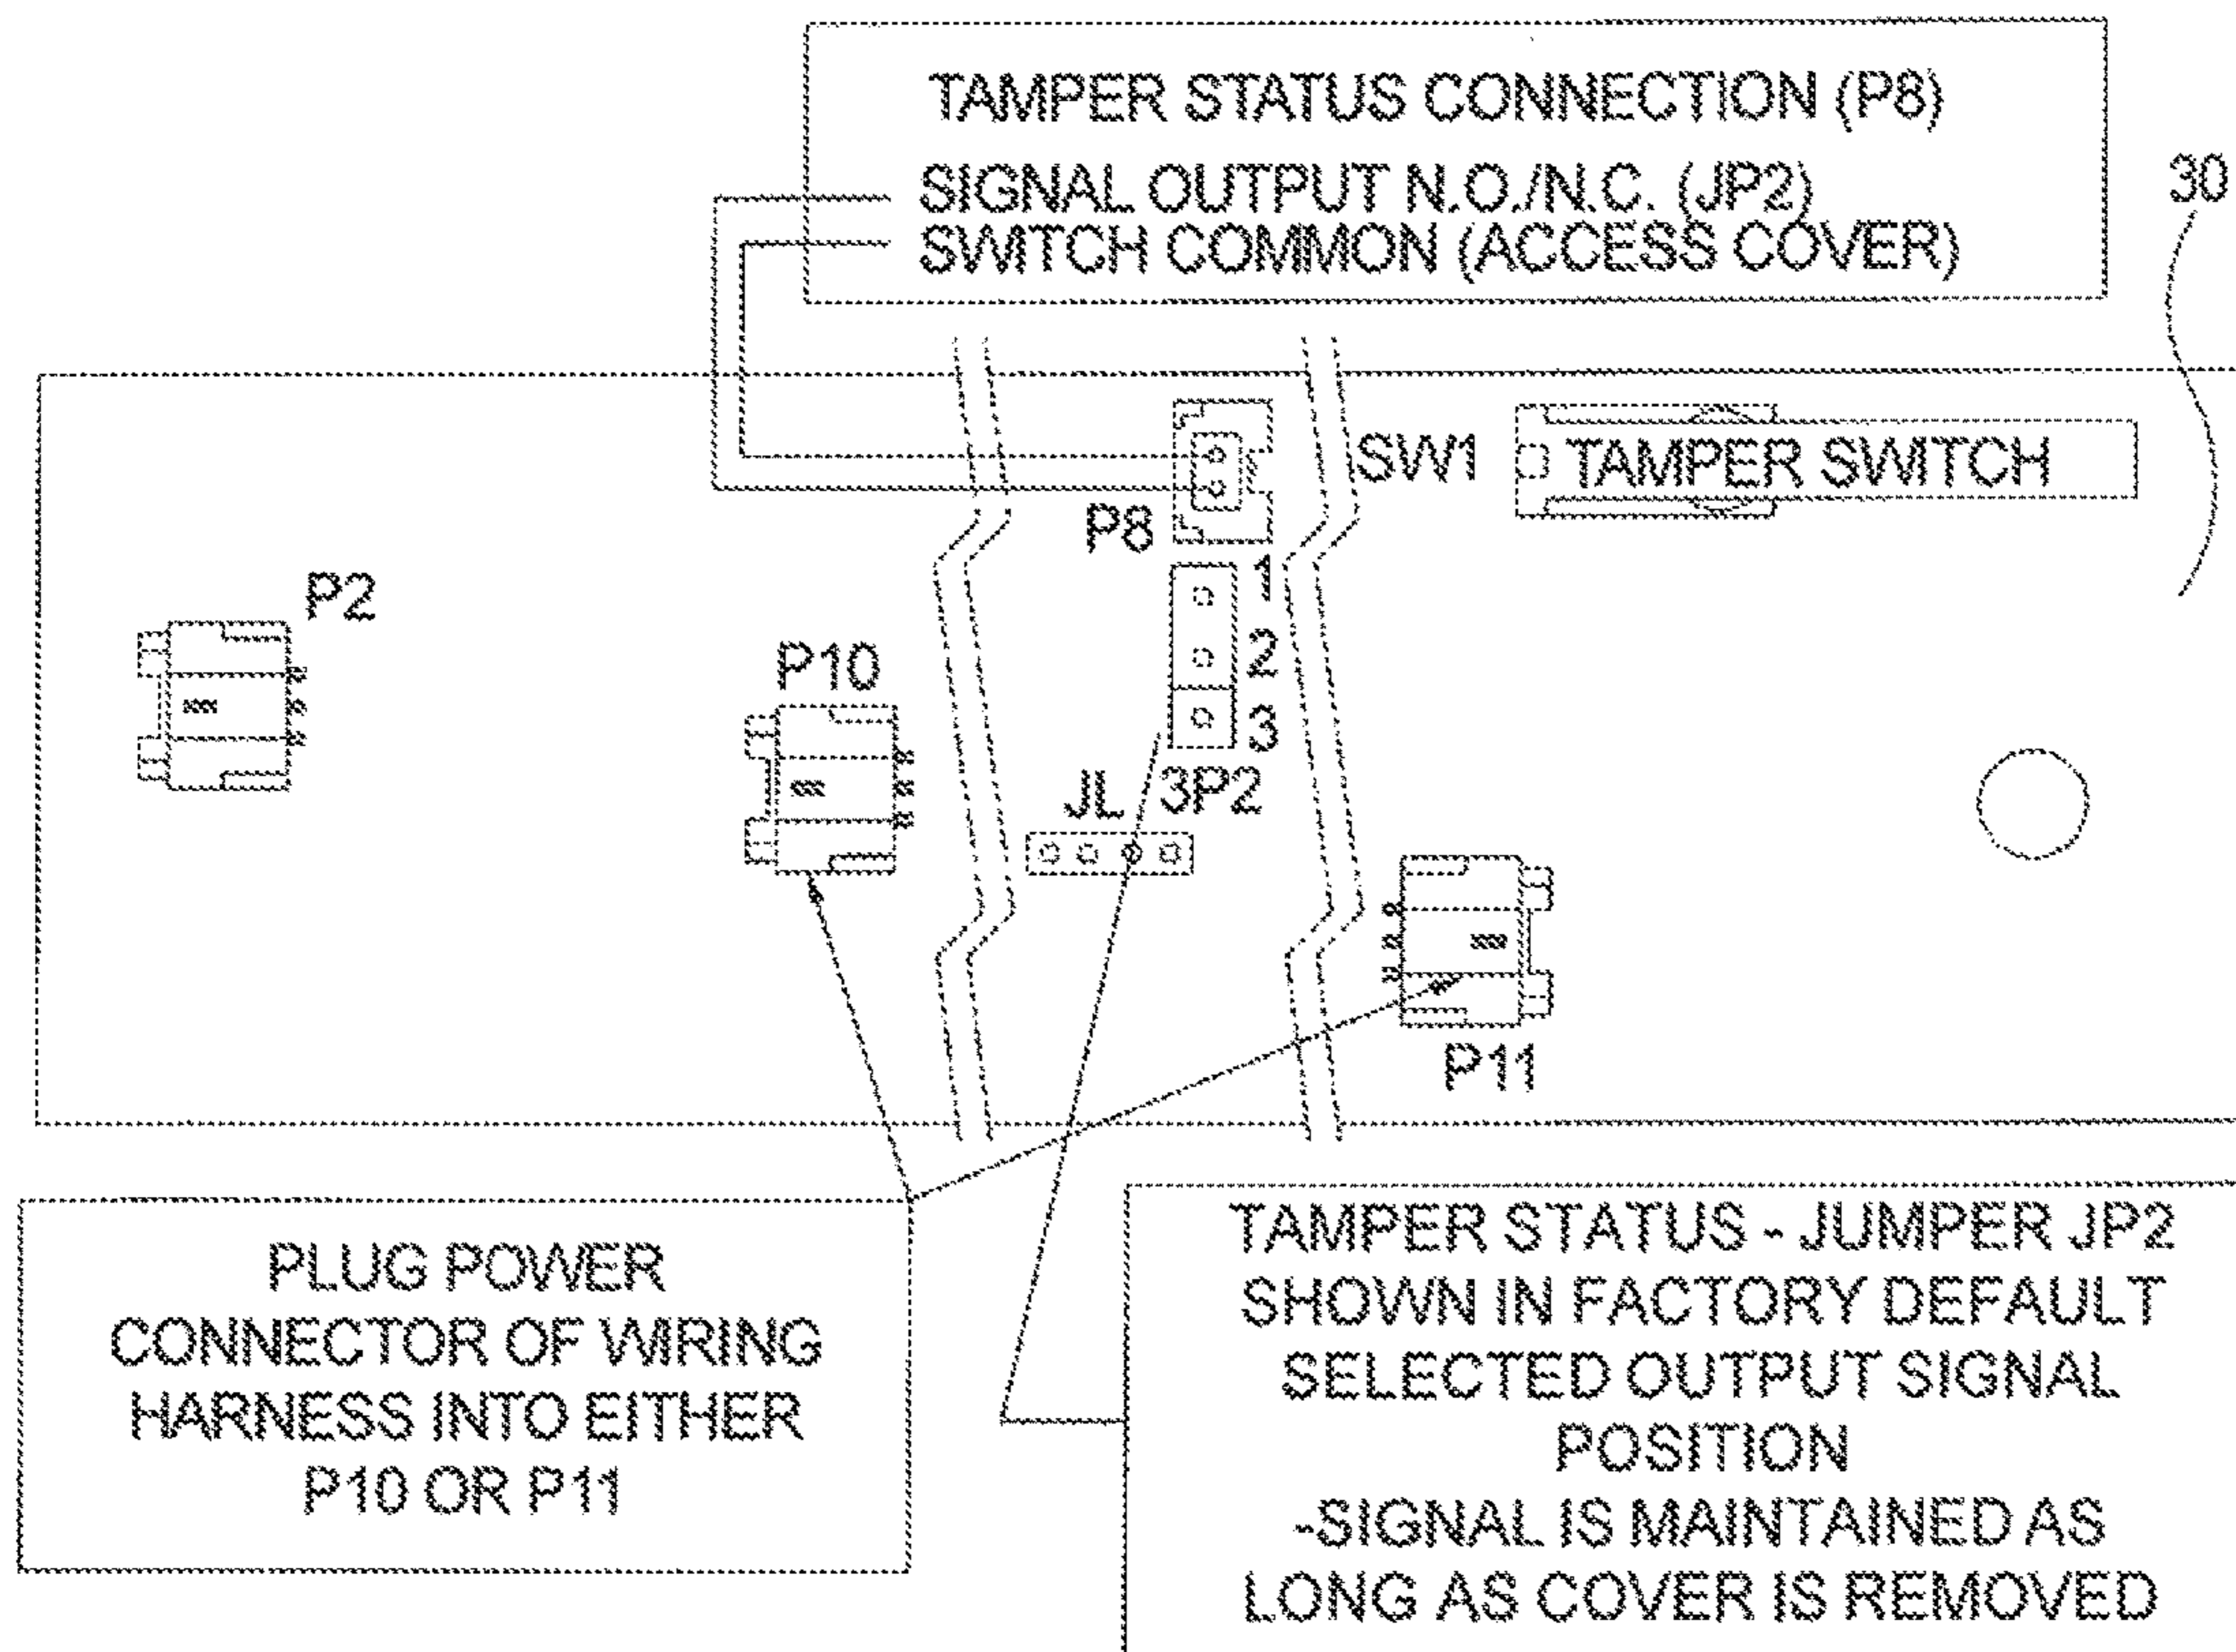 TAMPER STATUS CONNECTION (P8)
SIGNAL OUTPUT N.O./N.C. (JP2)
SWITCH COMMON (ACCESS COVER)
30
SW1
TAMPER SWITCH
P8
1
2
3
P2
P10
JL
3P2
P11
PLUG POWER
CONNECTOR OF WIRING
HARNESS INTO EITHER
P10 OR P11
TAMPER STATUS - JUMPER JP2
SHOWN IN FACTORY DEFAULT
SELECTED OUTPUT SIGNAL
POSITION
-SIGNAL IS MAINTAINED AS
LONG AS COVER IS REMOVED